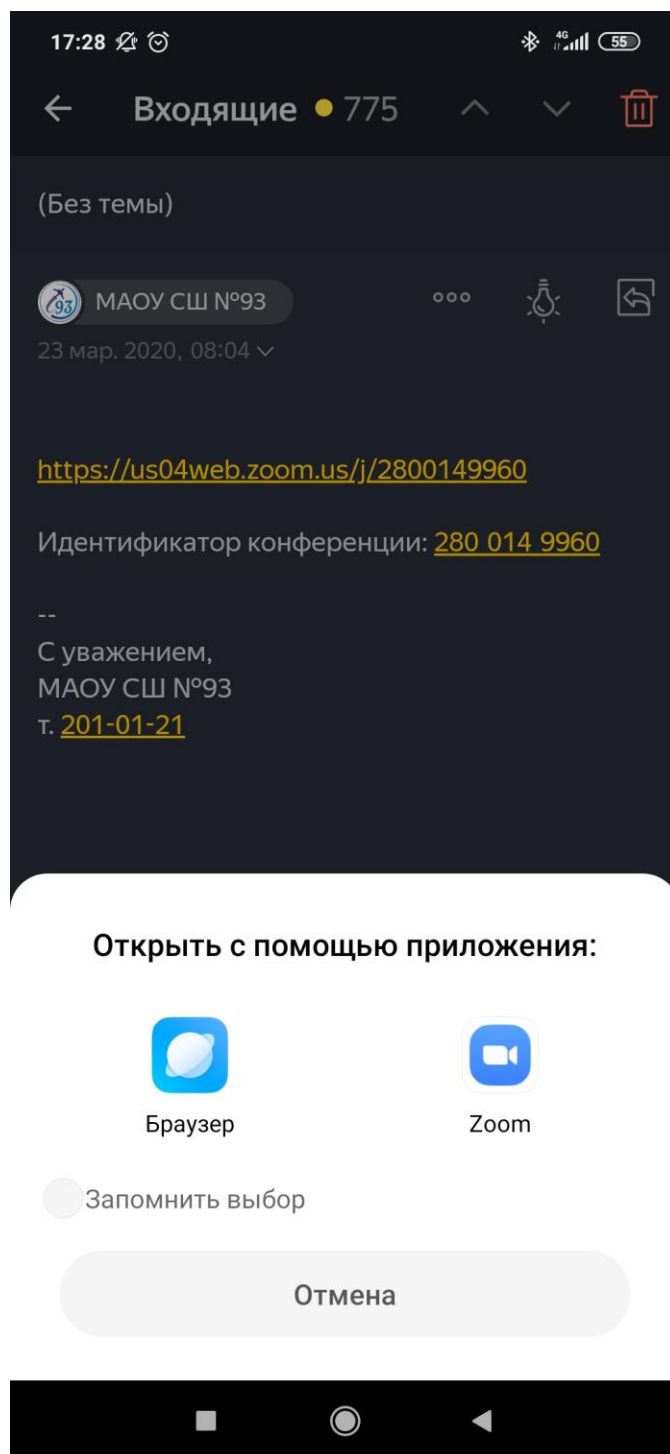 17:28 4G 55
Входящие 775
(Без темы)
93 МАОУ СШ №93
23 мар. 2020, 08:04
https://us04web.zoom.us/j/2800149960
Идентификатор конференции: 280 014 9960
--
С уважением,
МАОУ СШ №93
т. 201-01-21
Открыть с помощью приложения:
Браузер Zoom
Запомнить выбор
Отмена